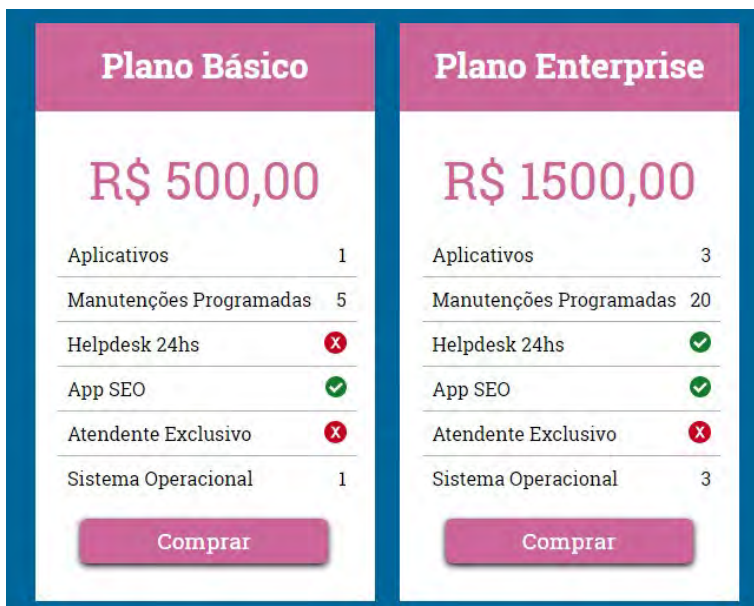 Plano Básico
R$ 500,00
Aplicativos 1
Manutenções Programadas 5
Helpdesk 24hs
App SEO
Atendente Exclusivo
Sistema Operacional 1
Comprar
Plano Enterprise
R$ 1500,00
Aplicativos 3
Manutenções Programadas 20
Helpdesk 24hs
App SEO
Atendente Exclusivo
Sistema Operacional 3
Comprar